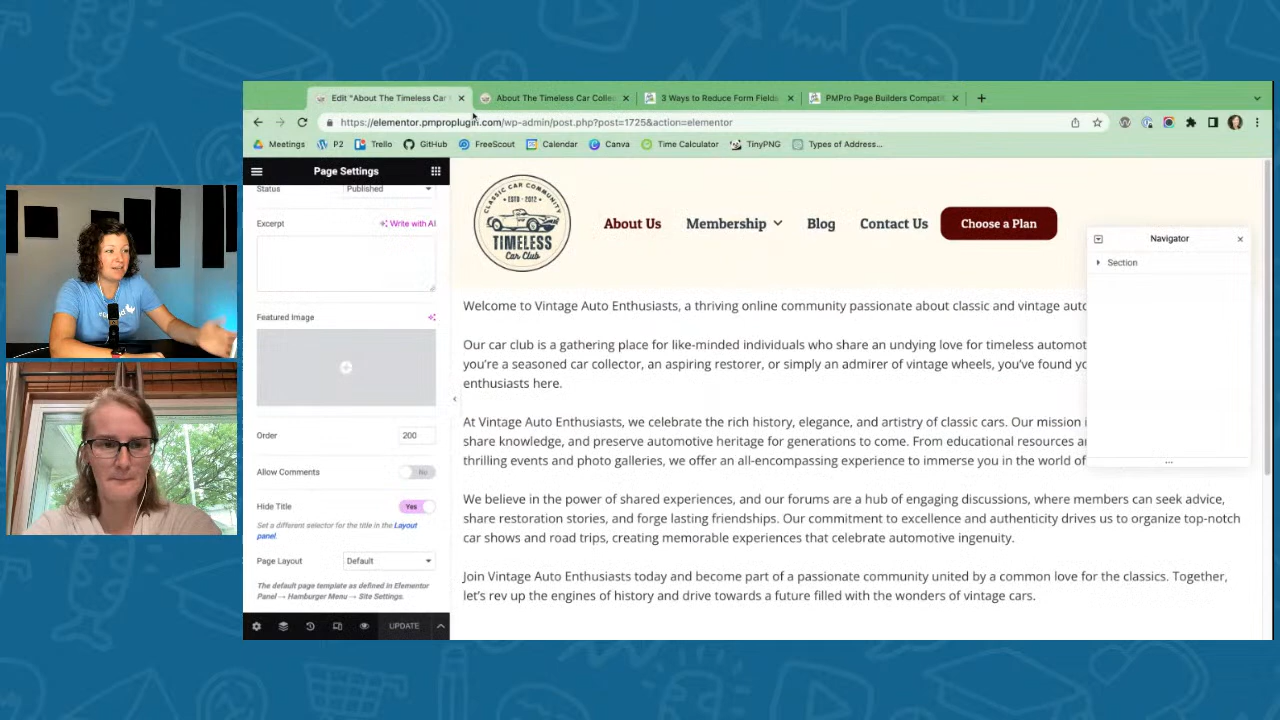 Edit "About The Timeless Car
About The Timeless Car Collec
3 Ways to Reduce Form Fields
PMPro Page Builders Compati
https://elementor.pmproplugin.com/wp-admin/post.php?post=1725&action=elementor
Meetings P2 Trello GitHub FreeScout Calendar Canva Time Calculator TinyPNG Types of Address...
Page Settings
Status Published
Excerpt Write with AI
Featured Image
Order 200
Allow Comments No
Hide Title Yes
Set a different selector for the title in the Layout
panel.
Page Layout Default
The default page template as defined in Elementor
Panel → Hamburger Menu → Site Settings.
UPDATE
CLASSIC CAR COMMUNITY
ESTD · 2012
TIMELESS
Car Club
About Us Membership Blog Contact Us Choose a Plan
Navigator
Section
Welcome to Vintage Auto Enthusiasts, a thriving online community passionate about classic and vintage auto
Our car club is a gathering place for like-minded individuals who share an undying love for timeless automot
you're a seasoned car collector, an aspiring restorer, or simply an admirer of vintage wheels, you've found yo
enthusiasts here.
At Vintage Auto Enthusiasts, we celebrate the rich history, elegance, and artistry of classic cars. Our mission i
share knowledge, and preserve automotive heritage for generations to come. From educational resources an
thrilling events and photo galleries, we offer an all-encompassing experience to immerse you in the world of
We believe in the power of shared experiences, and our forums are a hub of engaging discussions, where members can seek advice,
share restoration stories, and forge lasting friendships. Our commitment to excellence and authenticity drives us to organize top-notch
car shows and road trips, creating memorable experiences that celebrate automotive ingenuity.
Join Vintage Auto Enthusiasts today and become part of a passionate community united by a common love for the classics. Together,
let's rev up the engines of history and drive towards a future filled with the wonders of vintage cars.